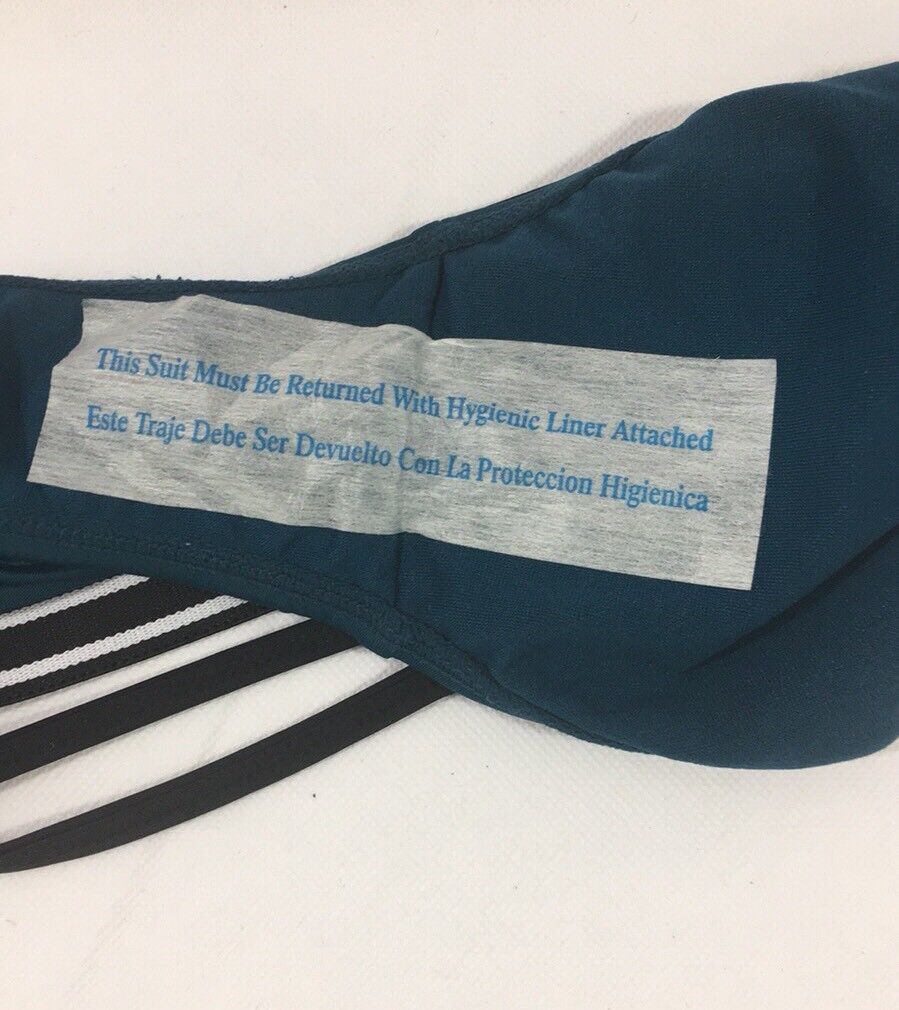 This Suit Must Be Returned With Hygienic Liner Attached
Este Traje Debe Ser Devuelto Con La Proteccion Higienica